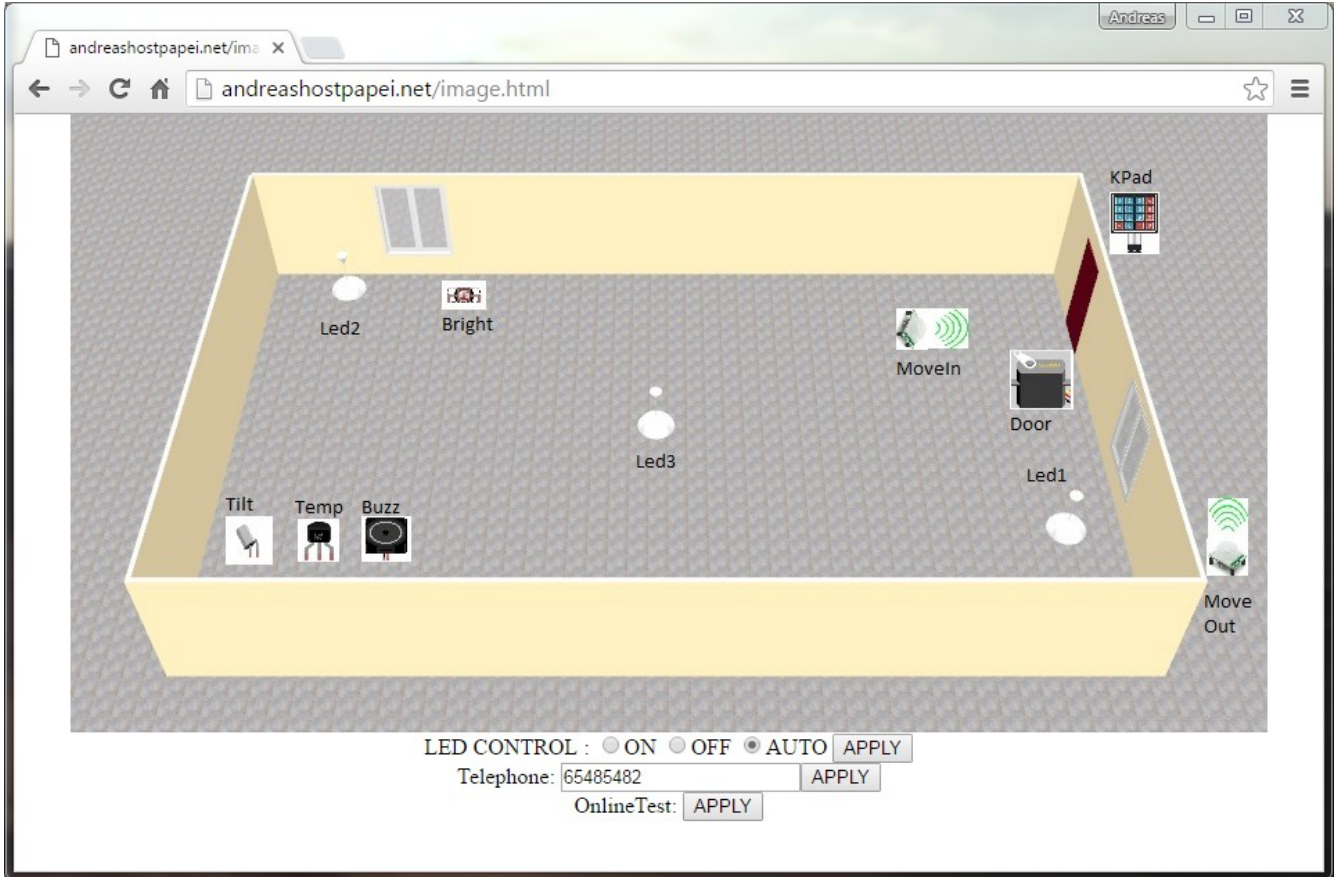 Andreas
andreashostpapei.net/ima
andreashostpapei.net/image.html
KPad
Led2
Bright
MoveIn
Door
Led3
Led1
Tilt
Temp
Buzz
Move
Out
LED CONTROL : ON OFF AUTO APPLY
Telephone: 65485482 APPLY
OnlineTest: APPLY